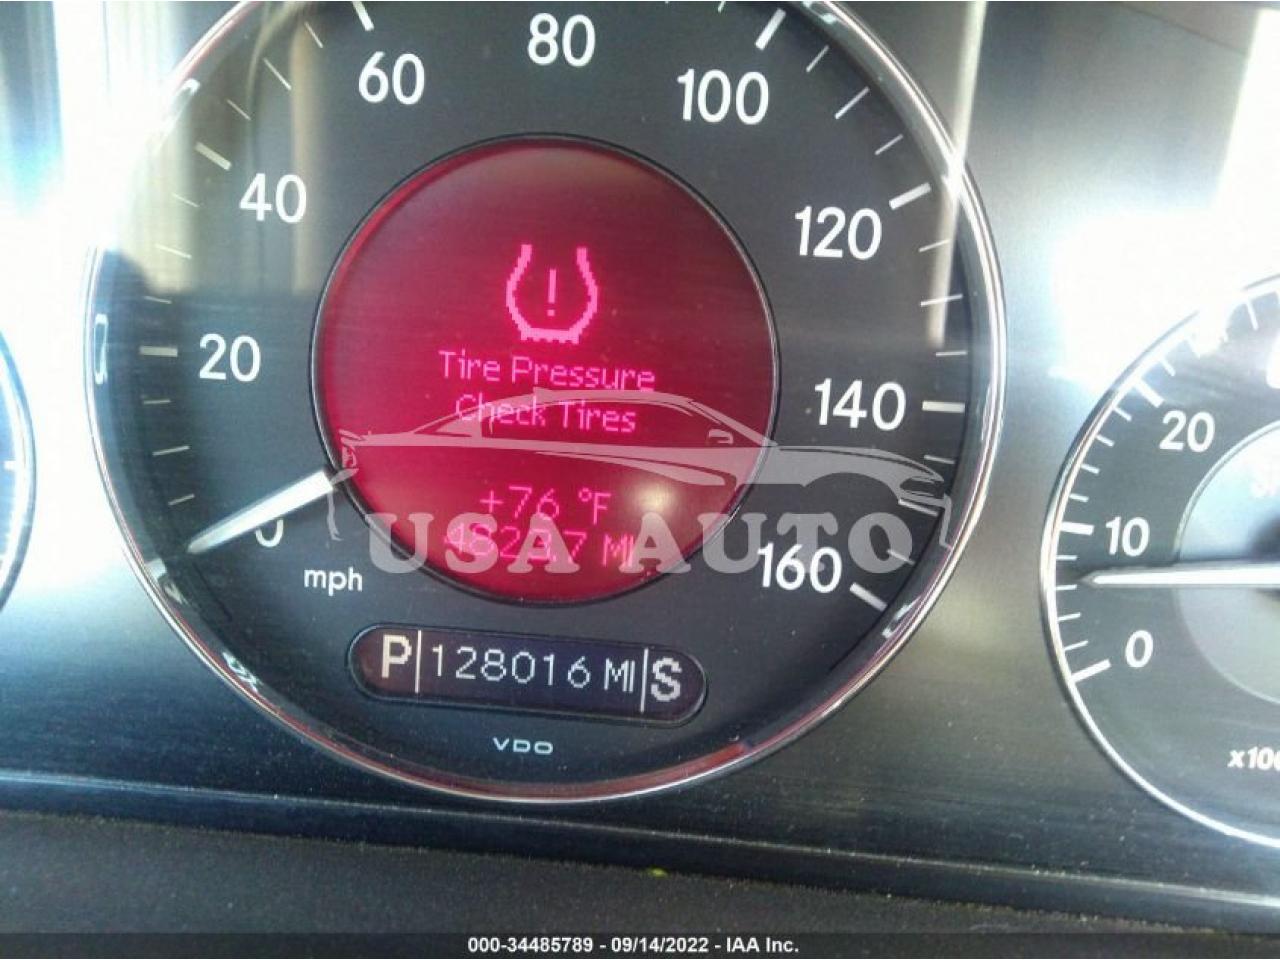 80
60
100
40
120
20
140
0
160
mph
Tire Pressure
Check Tires
+76 °F
MI
USA AUTO
P 128016 MI S
VDO
20
10
0
000-34485789 - 09/14/2022 - IAA Inc.